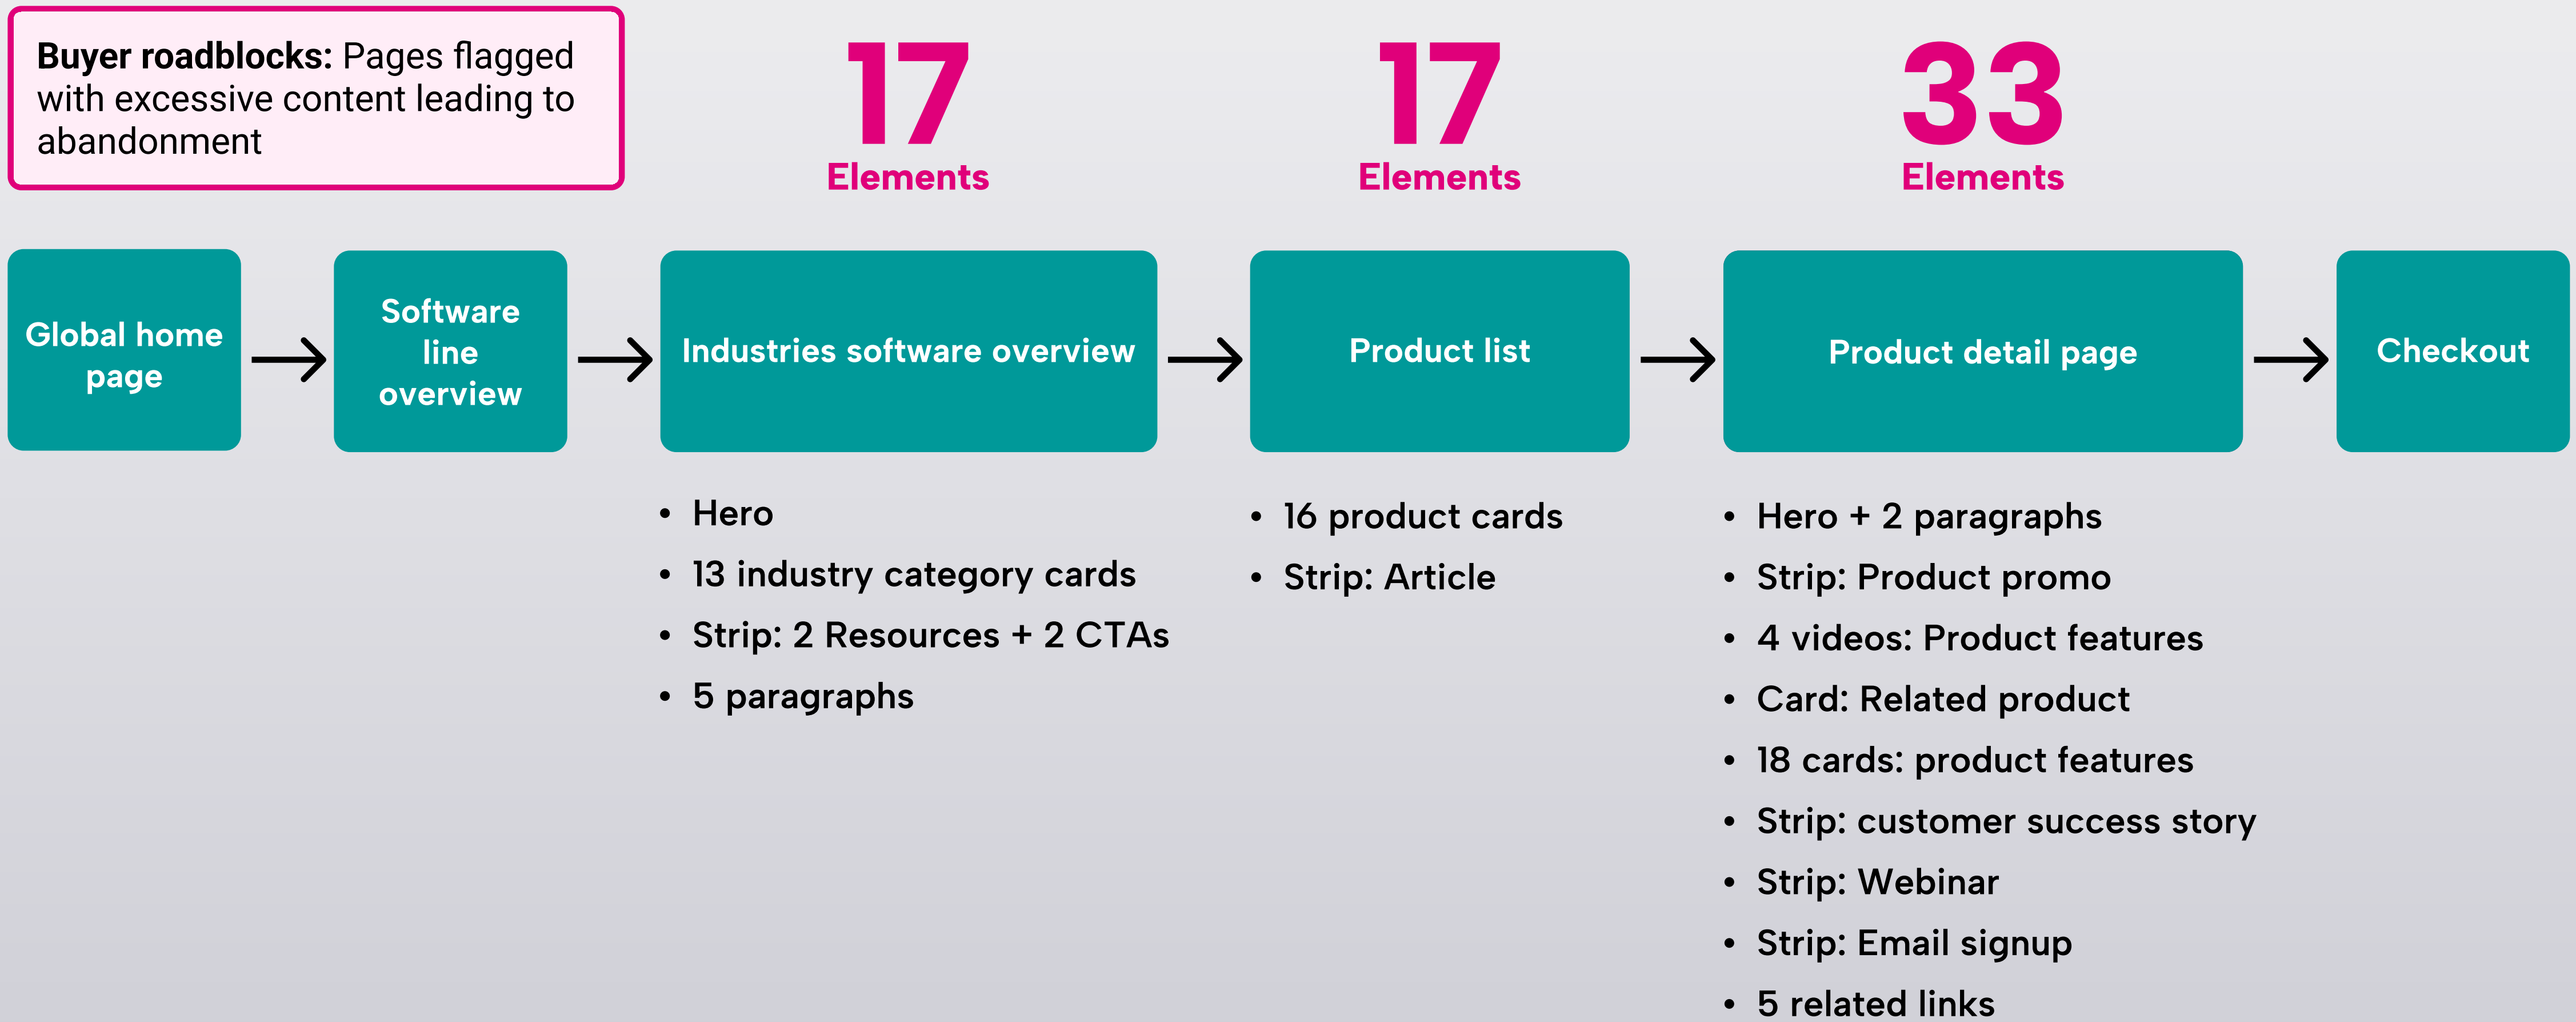 Buyer roadblocks: Pages flagged
with excessive content leading to
abandonment
17
Elements
17
Elements
33
Elements
Global home
page
Software
line
overview
Industries software overview
Product list
Product detail page
Checkout
• Hero
• 13 industry category cards
• Strip: 2 Resources + 2 CTAs
• 5 paragraphs
• 16 product cards
• Strip: Article
• Hero + 2 paragraphs
• Strip: Product promo
• 4 videos: Product features
• Card: Related product
• 18 cards: product features
• Strip: customer success story
• Strip: Webinar
• Strip: Email signup
• 5 related links